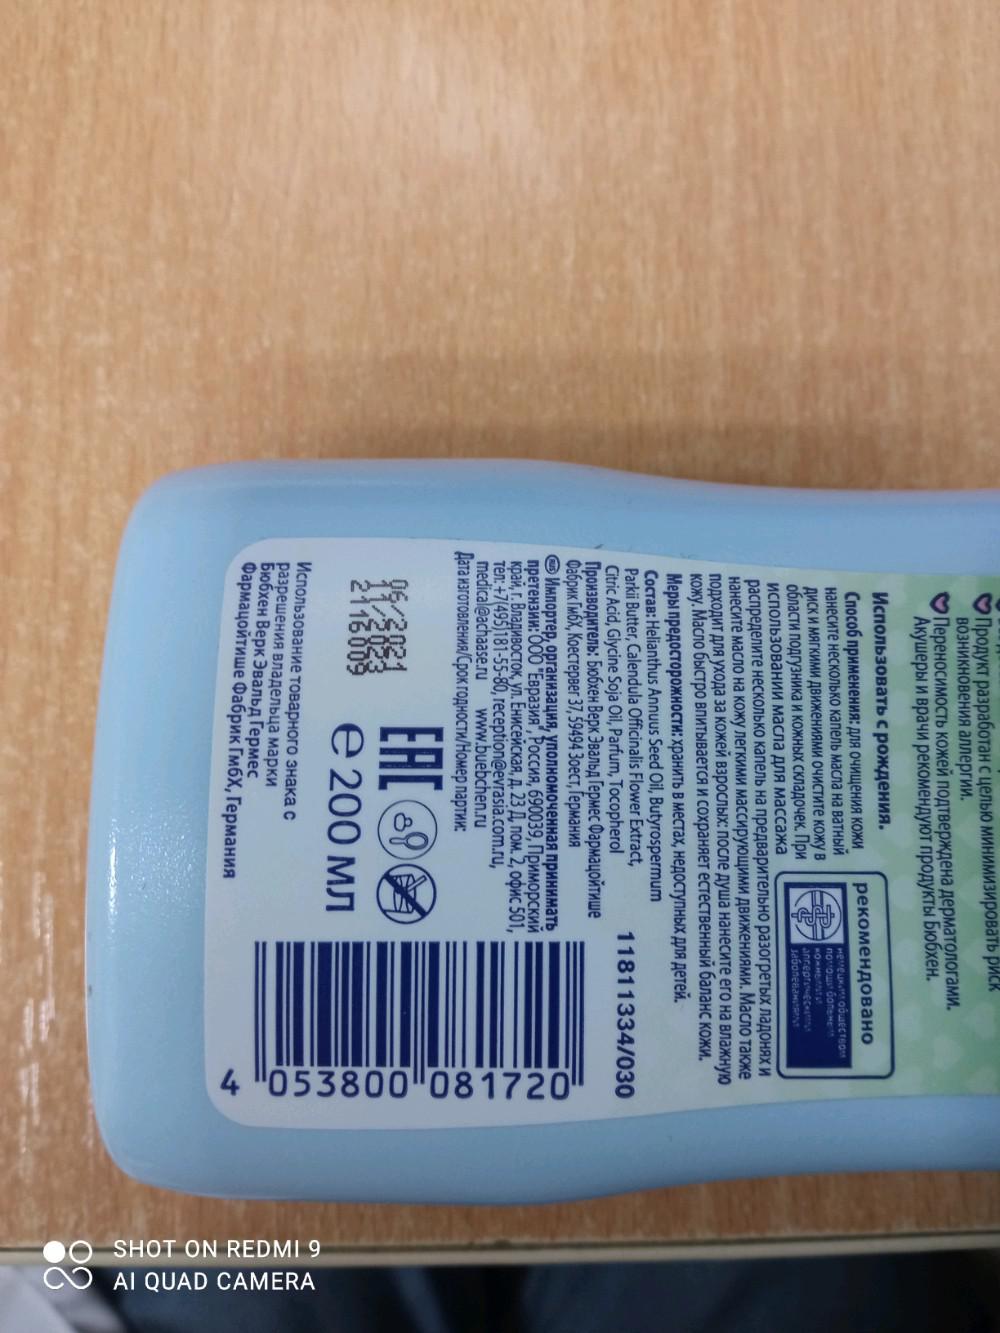 Продукт разработан с целью минимизировать риск
возникновения аллергии.
Переносимость кожей подтверждена дерматологами.
Акушеры и врачи рекомендуют продукты Бюбхен.
Использовать с рождения.
Способ применения: для очищения кожи
нанесите несколько капель масла на ватный
диск и мягкими движениями очистите кожу в
области подгузника и кожных складочек. При
использовании масла для массажа
распределите несколько капель на предварительно разогретых ладонях и
нанесите масло на кожу легкими массирующими движениями. Масло также
подходит для ухода за кожей взрослых: после душа нанесите его на влажную
кожу. Масло быстро впитывается и сохраняет естественный баланс кожи.
рекомендовано
немецким обществом
помощи больным
кожными и
аллергическими
заболеваниями
Меры предосторожности: хранить в местах, недоступных для детей.
Состав: Helianthus Annuus Seed Oil, Butyrospermum
Parkii Butter, Calendula Officinalis Flower Extract,
Citric Acid, Glycine Soja Oil, Parfum, Tocopherol
Производитель: Бюбхен Верк Эвальд Гермес Фармацойтише
Фабрик ГмбХ, Коестервег 37, 59494 Зоест, Германия
RUS Импортер, организация, уполномоченная принимать
претензии: ООО "Евразия", Россия, 690039, Приморский
край, г. Владивосток, ул. Енисейская, д. 23 Д, пом. 2, офис 501,
тел: +7(495)181-55-80, reception@evrasia.com.ru,
medical@achaase.ru www.buebchen.ru
Дата изготовления/Срок годности/Номер партии:
11811334/030
06/2021
11/2023
2116009
EAC
e 200 МЛ
4 053800 081720
Использование товарного знака с
разрешения владельца марки
Бюбхен Верк Эвальд Гермес
Фармацойтише Фабрик ГмбХ, Германия
SHOT ON REDMI 9
AI QUAD CAMERA